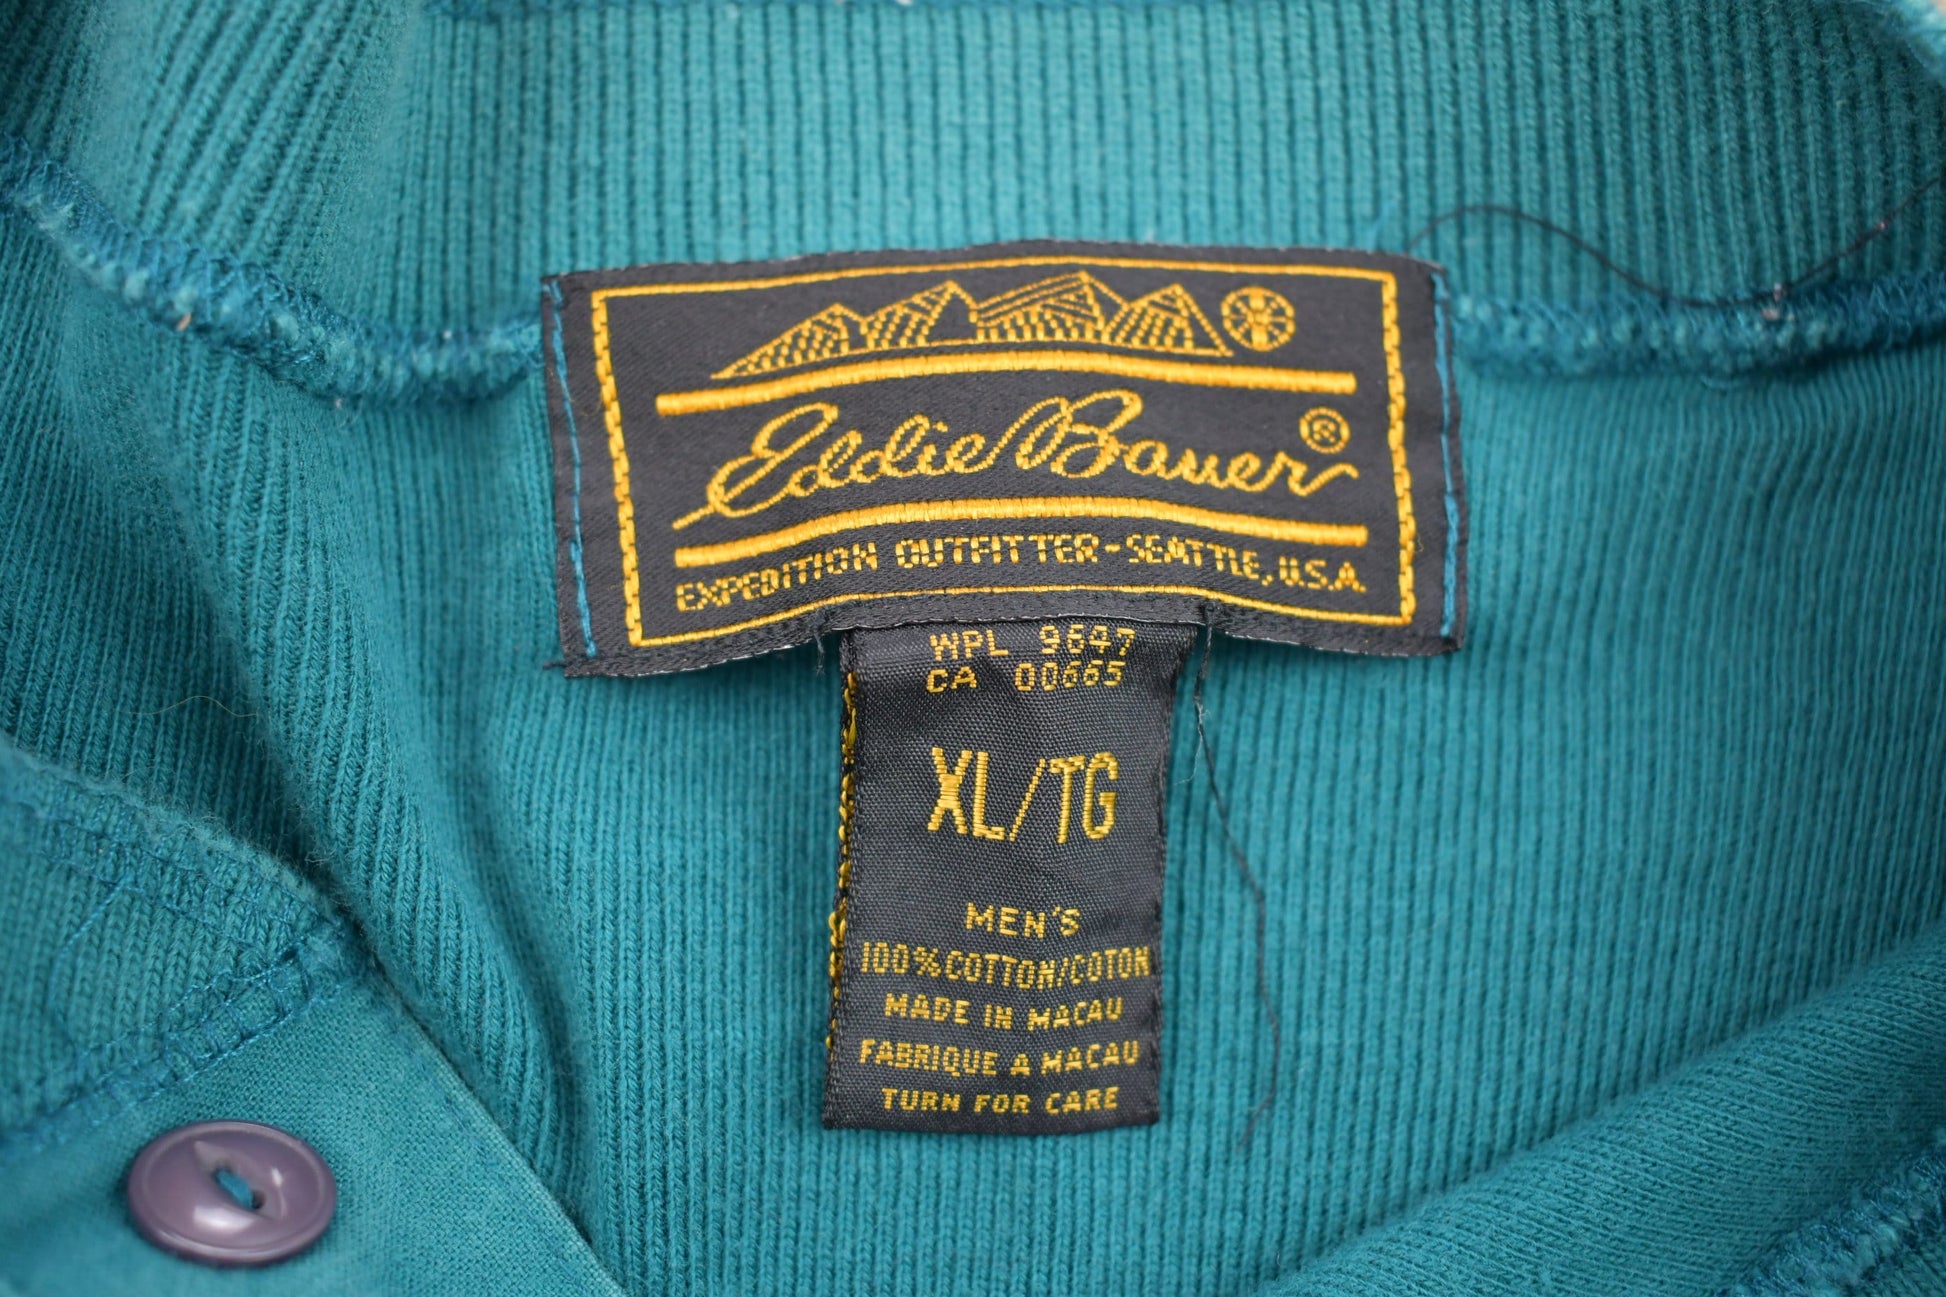 Eddie Bauer ®
EXPEDITION OUTFITTER-SEATTLE, U.S.A.
WPL 9647
CA 00665
XL/TG
MEN'S
100%COTTON/COTON
MADE IN MACAU
FABRIQUE A MACAU
TURN FOR CARE